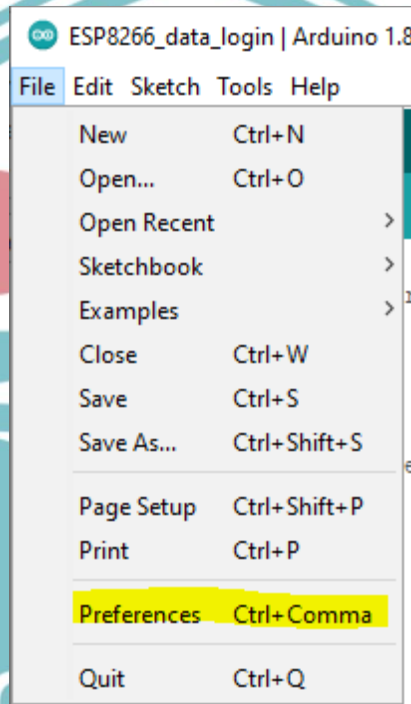 ESP8266_data_login | Arduino 1.8
File Edit Sketch Tools Help
New Ctrl+N
Open... Ctrl+O
Open Recent
Sketchbook
Examples
Close Ctrl+W
Save Ctrl+S
Save As... Ctrl+Shift+S
Page Setup Ctrl+Shift+P
Print Ctrl+P
Preferences Ctrl+Comma
Quit Ctrl+Q